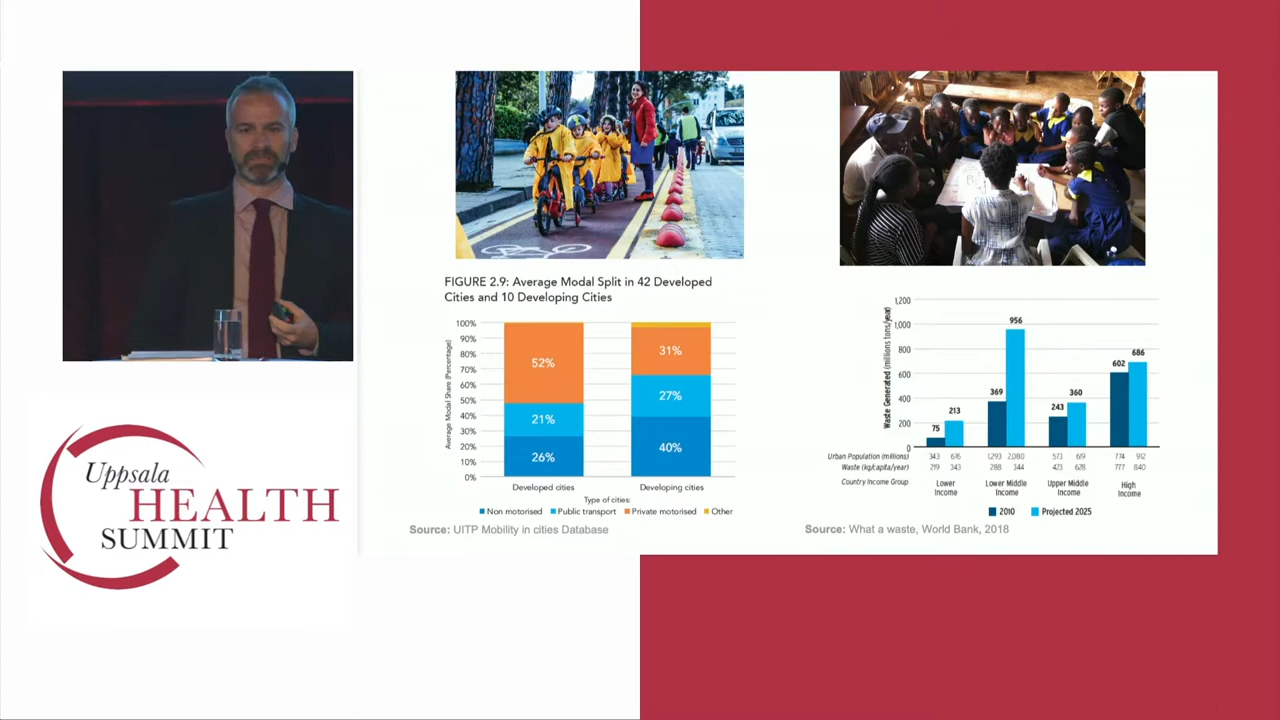 Uppsala
HEALTH
SUMMIT
FIGURE 2.9: Average Modal Split in 42 Developed
Cities and 10 Developing Cities
Average Modal Share (Percentage)
100%
90%
80%
70%
60%
50%
40%
30%
20%
10%
0%
52%
21%
26%
31%
27%
40%
Developed cities
Developing cities
Type of cities:
Non motorised
Public transport
Private motorised
Other
Source: UITP Mobility in cities Database
Waste Generated (millions tons/year)
1,200
1,000
800
600
400
200
0
75
213
369
956
243
360
602
686
Urban Population (millions) 343 676 1,293 2,080 573 619 774 912
Waste (kg/capita/year) 219 343 288 344 423 628 777 840
Country Income Group
Lower
Income
Lower Middle
Income
Upper Middle
Income
High
Income
2010
Projected 2025
Source: What a waste, World Bank, 2018